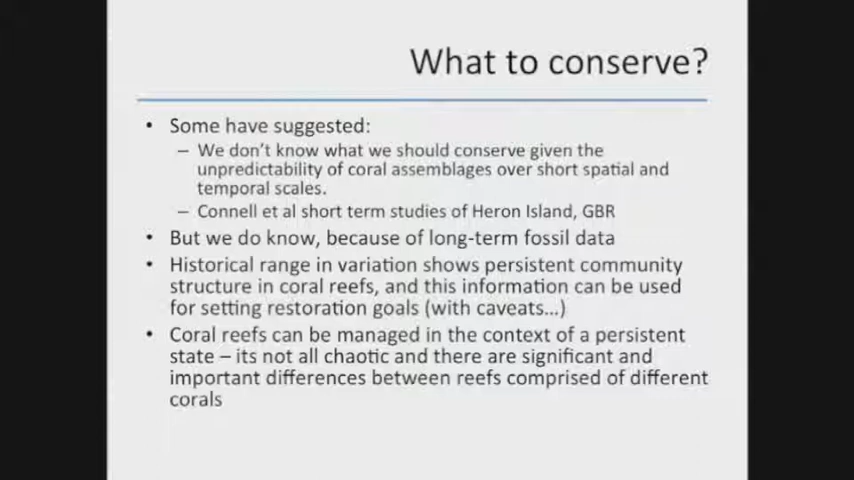 What to conserve?
• Some have suggested:
– We don't know what we should conserve given the
unpredictability of coral assemblages over short spatial and
temporal scales.
– Connell et al short term studies of Heron Island, GBR
• But we do know, because of long-term fossil data
• Historical range in variation shows persistent community
structure in coral reefs, and this information can be used
for setting restoration goals (with caveats...)
• Coral reefs can be managed in the context of a persistent
state – its not all chaotic and there are significant and
important differences between reefs comprised of different
corals